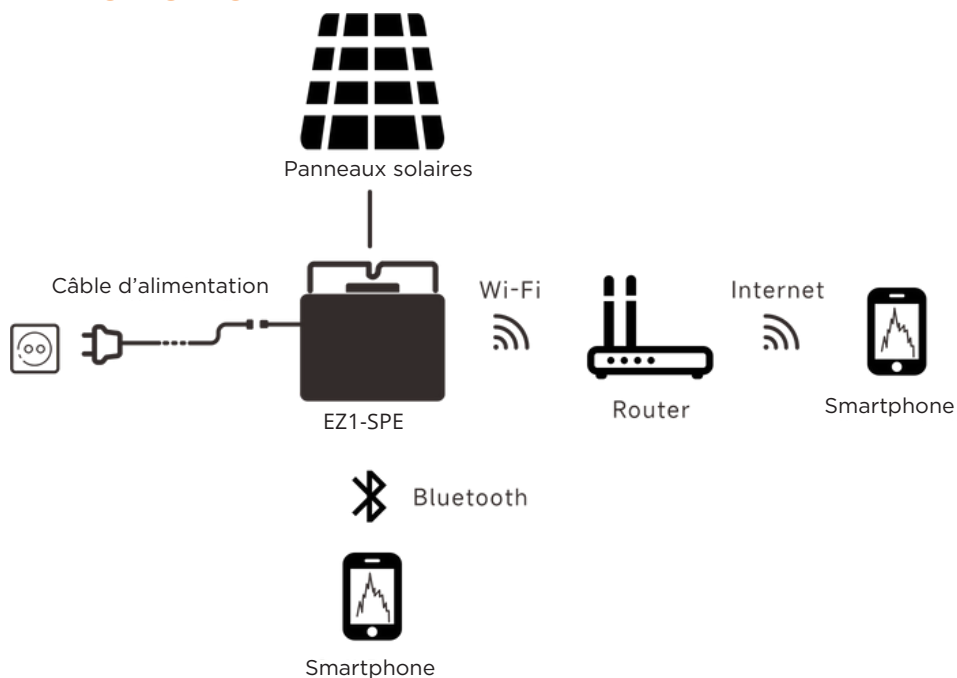 Panneaux solaires
Câble d'alimentation
Wi-Fi
Internet
EZ1-SPE
Router
Smartphone
Bluetooth
Smartphone